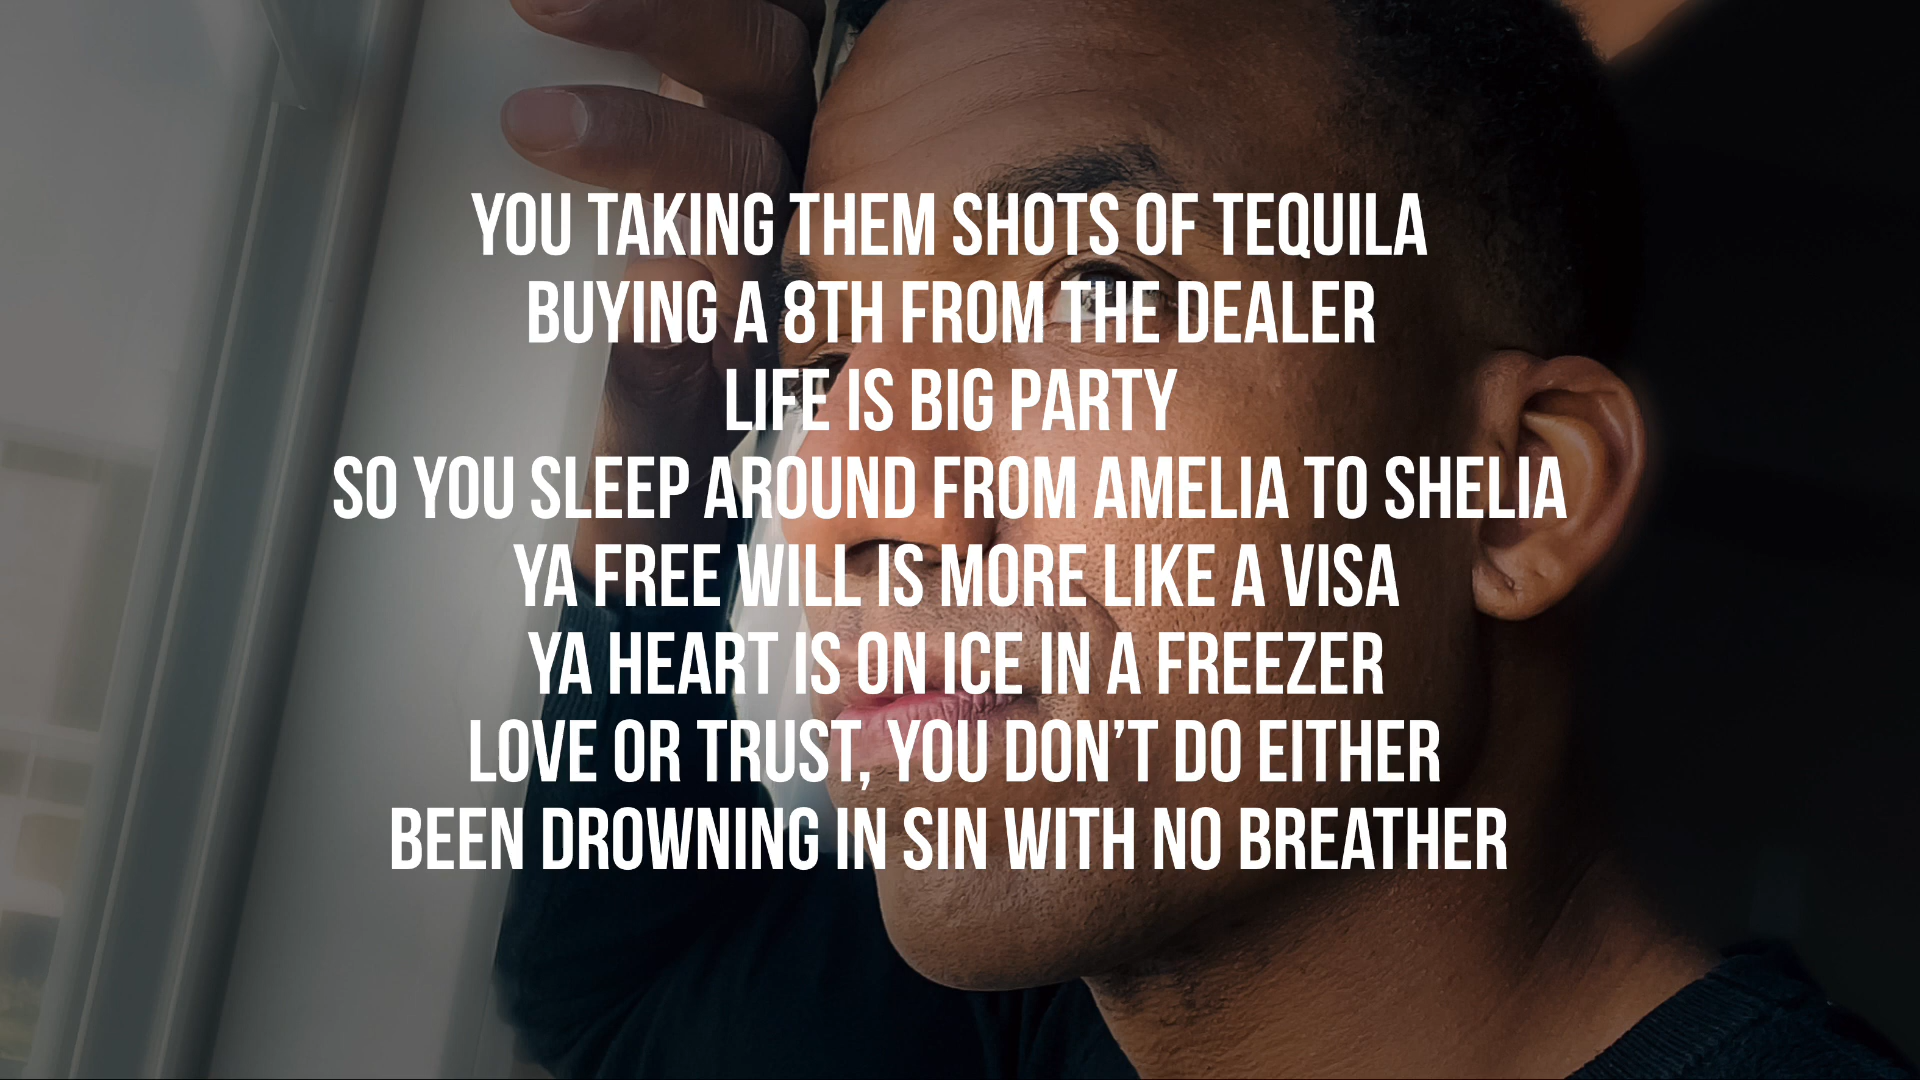 YOU TAKING THEM SHOTS OF TEQUILA
BUYING A 8TH FROM THE DEALER
LIFE IS BIG PARTY
SO YOU SLEEP AROUND FROM AMELIA TO SHELIA
YA FREE WILL IS MORE LIKE A VISA
YA HEART IS ON ICE IN A FREEZER
LOVE OR TRUST, YOU DON'T DO EITHER
BEEN DROWNING IN SIN WITH NO BREATHER